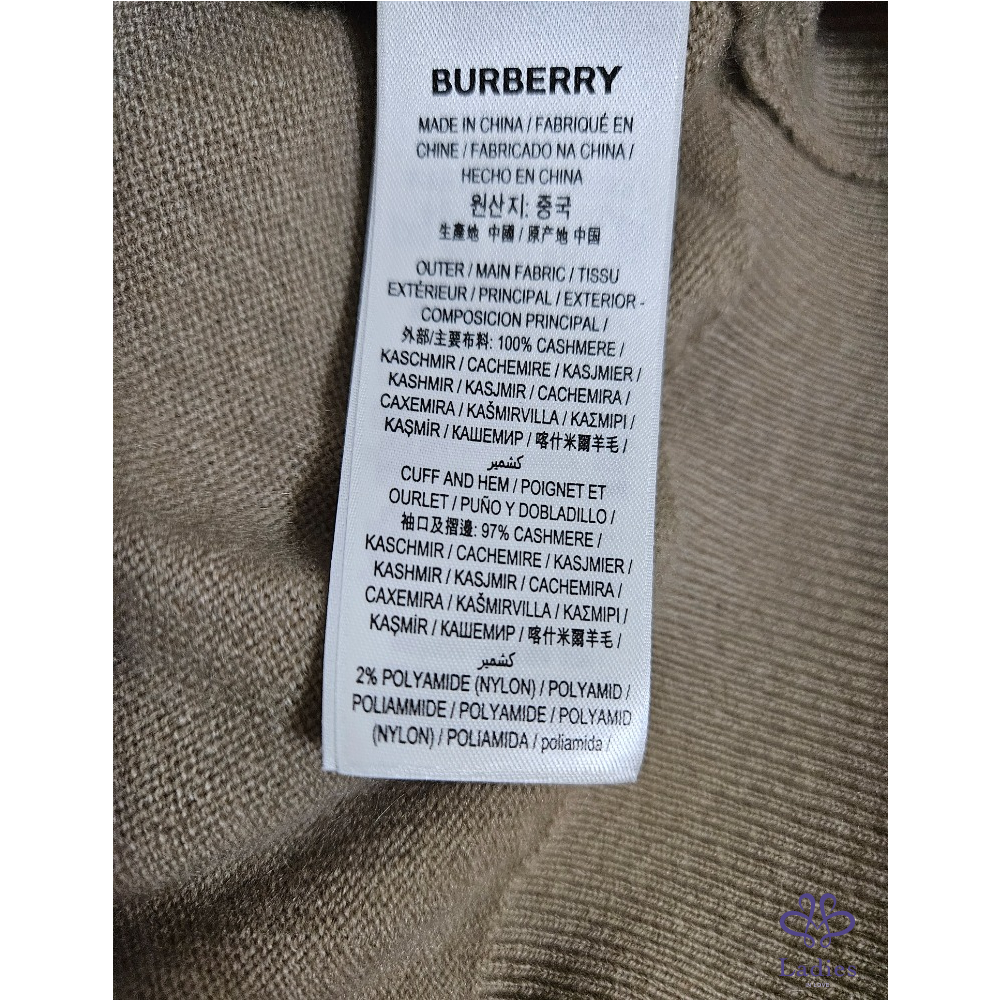 BURBERRY
MADE IN CHINA / FABRIQUÉ EN
CHINE / FABRICADO NA CHINA /
HECHO EN CHINA
원산지: 중국
生產地 中國 / 原产地 中国
OUTER / MAIN FABRIC / TISSU
EXTÉRIEUR / PRINCIPAL / EXTERIOR -
COMPOSICION PRINCIPAL /
外部/主要布料: 100% CASHMERE /
KASCHMIR / CACHEMIRE / KASJMIER /
KASHMIR / KASJMIR / CACHEMIRA /
CAXEMIRA / KAŠMIRVILLA / ΚΑΣΜΙΡΙ /
KAŞMİR / КАШЕМИР / 喀什米爾羊毛 /
كشمير
CUFF AND HEM / POIGNET ET
OURLET / PUÑO Y DOBLADILLO /
袖口及摺邊: 97% CASHMERE /
KASCHMIR / CACHEMIRE / KASJMIER /
KASHMIR / KASJMIR / CACHEMIRA /
CAXEMIRA / KAŠMIRVILLA / ΚΑΣΜΙΡΙ /
KAŞMİR / КАШЕМИР / 喀什米爾羊毛 /
كشمير
2% POLYAMIDE (NYLON) / POLYAMID /
POLIAMMIDE / POLYAMIDE / POLYAMID
(NYLON) / POLIAMIDA / poliamida /
Ladies